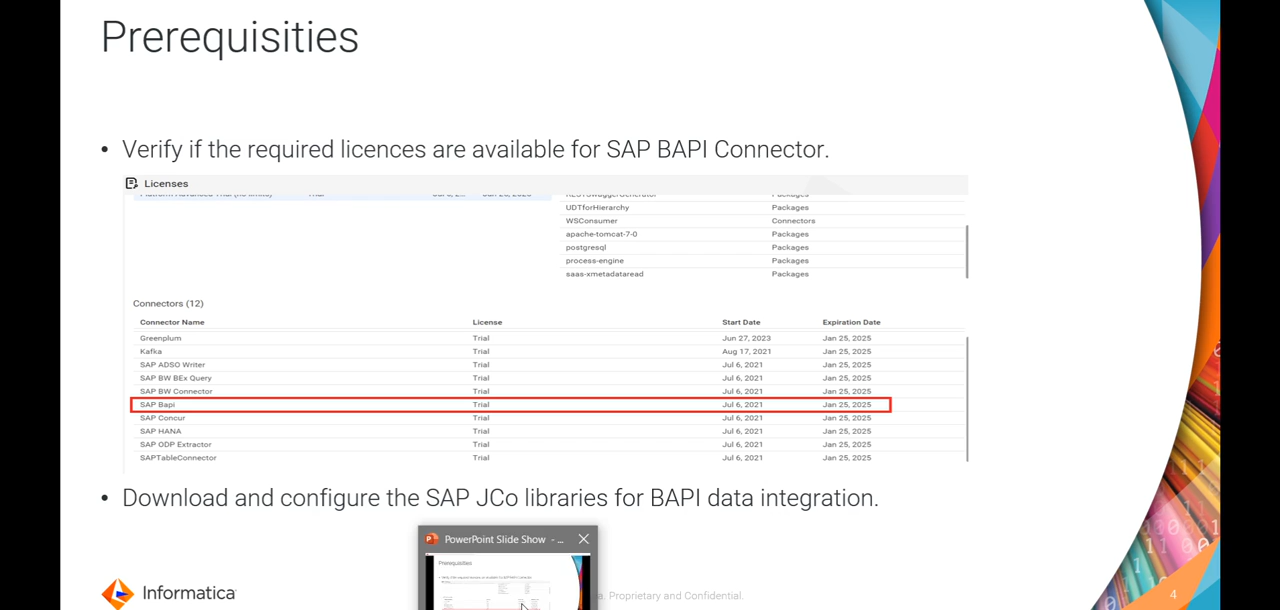 Prerequisities
• Verify if the required licences are available for SAP BAPI Connector.
Licenses
UDTforHierarchy Packages
WSConsumer Connectors
apache-tomcat-7-0 Packages
postgresql Packages
process-engine Packages
saas-xmetadataread Packages
Connectors (12)
Connector Name License Start Date Expiration Date
Greenplum Trial Jun 27, 2023 Jan 25, 2025
Kafka Trial Aug 17, 2021 Jan 25, 2025
SAP ADSO Writer Trial Jul 6, 2021 Jan 25, 2025
SAP BW BEx Query Trial Jul 6, 2021 Jan 25, 2025
SAP BW Connector Trial Jul 6, 2021 Jan 25, 2025
SAP Bapi Trial Jul 6, 2021 Jan 25, 2025
SAP Concur Trial Jul 6, 2021 Jan 25, 2025
SAP HANA Trial Jul 6, 2021 Jan 25, 2025
SAP ODP Extractor Trial Jul 6, 2021 Jan 25, 2025
SAPTableConnector Trial Jul 6, 2021 Jan 25, 2025
• Download and configure the SAP JCo libraries for BAPI data integration.
PowerPoint Slide Show - ...
Prerequisities
Informatica
Proprietary and Confidential.
4